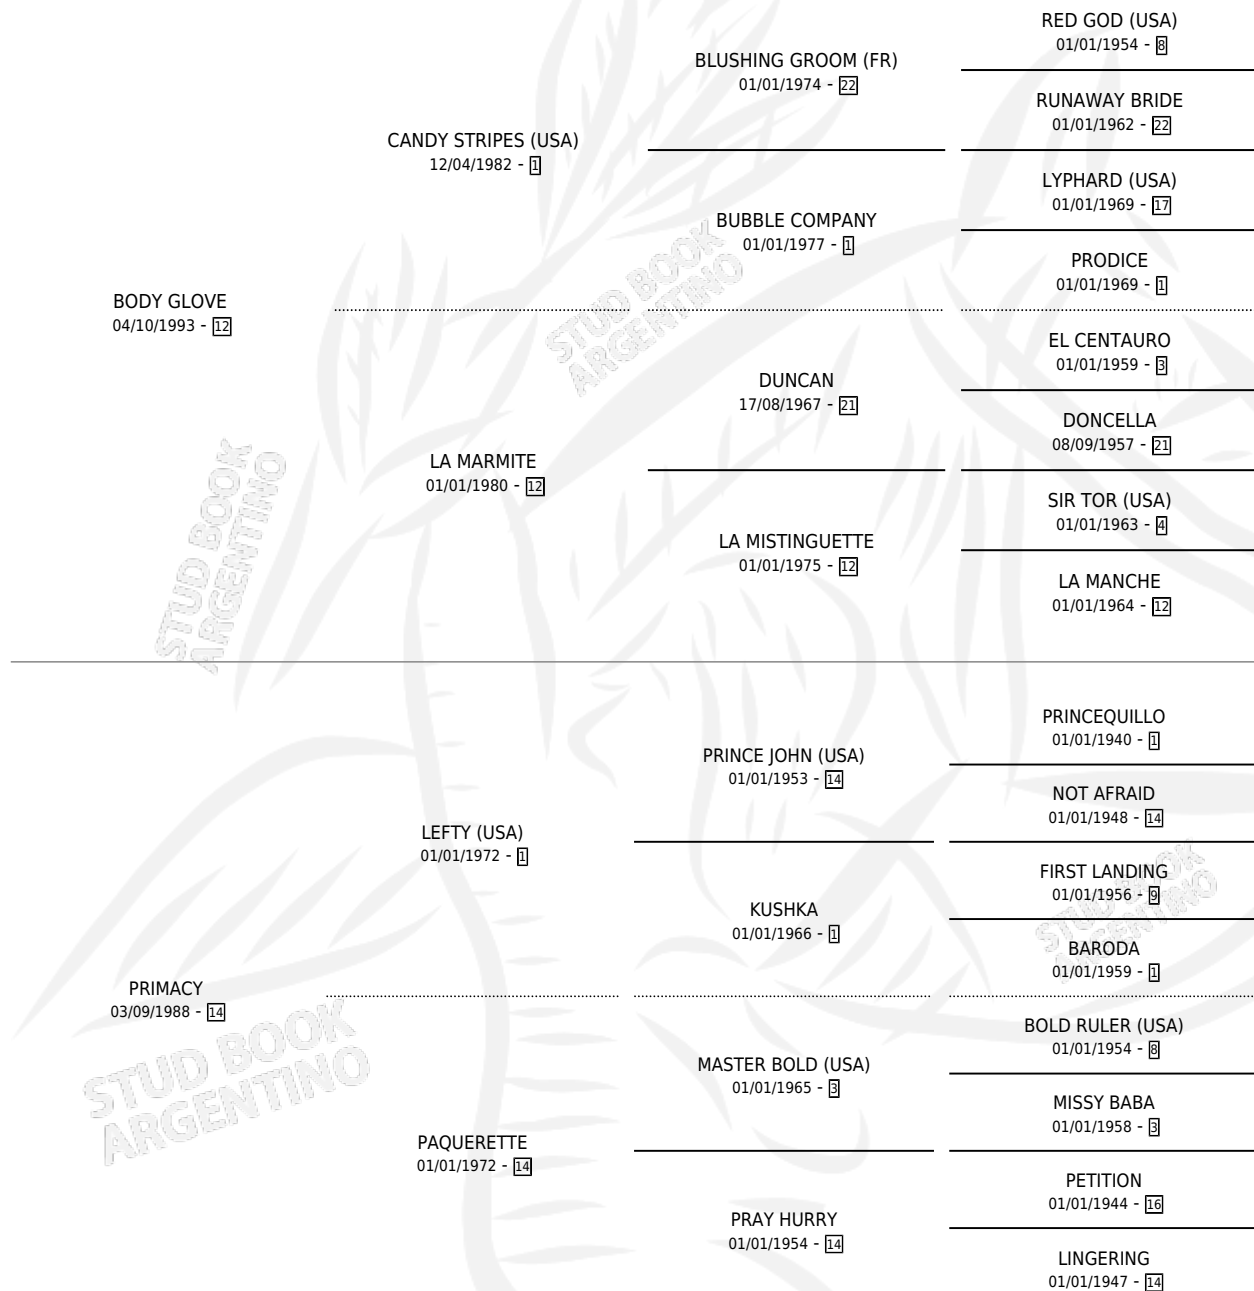 RED GOD (USA)
01/01/1954 - 8
BLUSHING GROOM (FR)
01/01/1974 - 22
RUNAWAY BRIDE
01/01/1962 - 22
CANDY STRIPES (USA)
12/04/1982 - 1
LYPHARD (USA)
01/01/1969 - 17
BUBBLE COMPANY
01/01/1977 - 1
PRODICE
01/01/1969 - 1
BODY GLOVE
04/10/1993 - 12
STUD BOOK
ARGENTINO
EL CENTAURO
01/01/1959 - 3
DUNCAN
17/08/1967 - 21
DONCELLA
08/09/1957 - 21
LA MARMITE
01/01/1980 - 12
SIR TOR (USA)
01/01/1963 - 4
LA MISTINGUETTE
01/01/1975 - 12
LA MANCHE
01/01/1964 - 12
STUD BOOK
ARGENTINO
PRINCEQUILLO
01/01/1940 - 1
PRINCE JOHN (USA)
01/01/1953 - 14
NOT AFRAID
01/01/1948 - 14
LEFTY (USA)
01/01/1972 - 1
FIRST LANDING
01/01/1956 - 9
KUSHKA
01/01/1966 - 1
STUD BOOK
ARGENTINO
BARODA
01/01/1959 - 1
PRIMACY
03/09/1988 - 14
STUD BOOK
ARGENTINO
BOLD RULER (USA)
01/01/1954 - 8
MASTER BOLD (USA)
01/01/1965 - 3
MISSY BABA
01/01/1958 - 3
PAQUERETTE
01/01/1972 - 14
PETITION
01/01/1944 - 16
PRAY HURRY
01/01/1954 - 14
LINGERING
01/01/1947 - 14